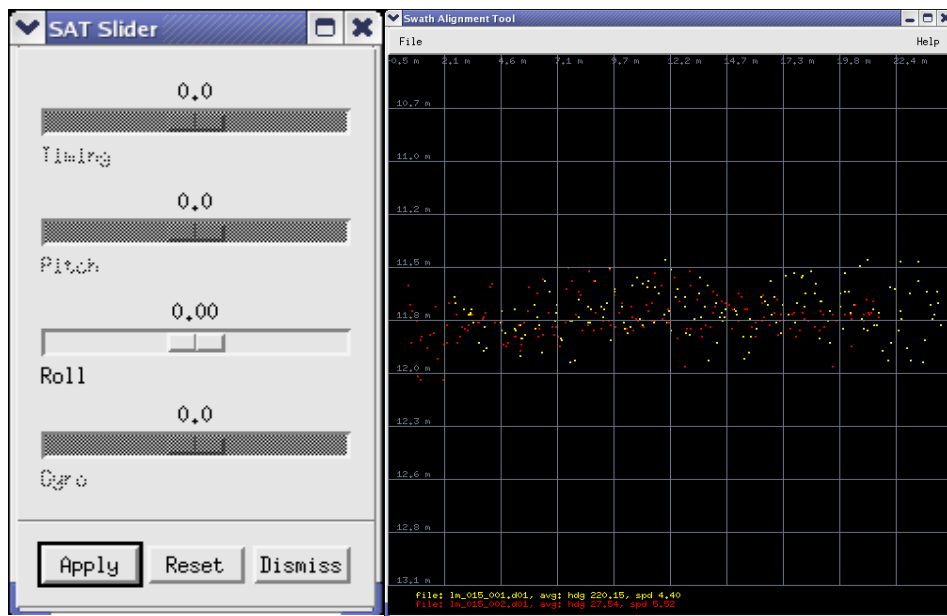 SAT Slider
0.0
Timing
0.0
Pitch
0.00
Roll
0.0
Gyro
Apply Reset Dismiss
Swath Alignment Tool
File Help
-0.5 m 2.1 m 4.6 m 7.1 m 9.7 m 12.2 m 14.7 m 17.3 m 19.8 m 22.4 m
10.7 m
11.0 m
11.2 m
11.5 m
11.8 m
12.0 m
12.3 m
12.6 m
12.8 m
13.1 m
file: lm_015_001.d01, avg: hdg 220.15, spd 4.40
file: lm_015_002.d01, avg: hdg 27.54, spd 5.52